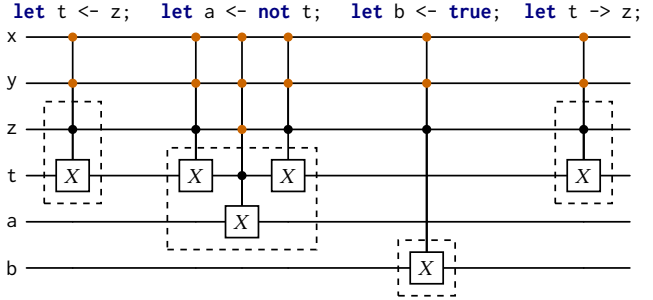 let t <- z; let a <- not t; let b <- true; let t -> z;
x
y
z
t X X X
a X
b X